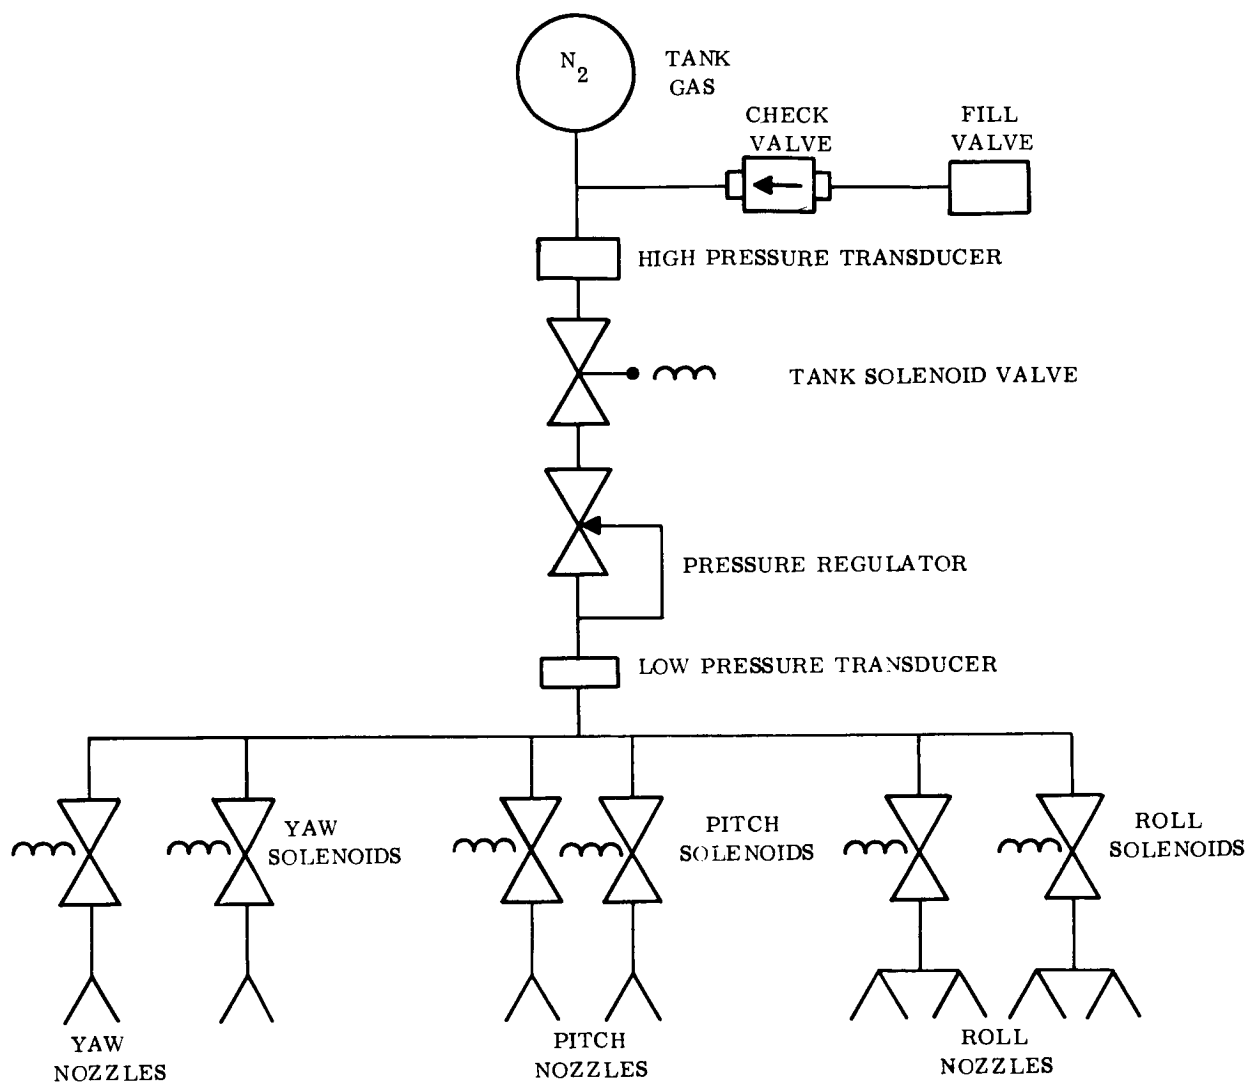 N2
TANK
GAS
CHECK
VALVE
FILL
VALVE
HIGH PRESSURE TRANSDUCER
TANK SOLENOID VALVE
PRESSURE REGULATOR
LOW PRESSURE TRANSDUCER
YAW
SOLENOIDS
PITCH
SOLENOIDS
ROLL
SOLENOIDS
YAW
NOZZLES
PITCH
NOZZLES
ROLL
NOZZLES